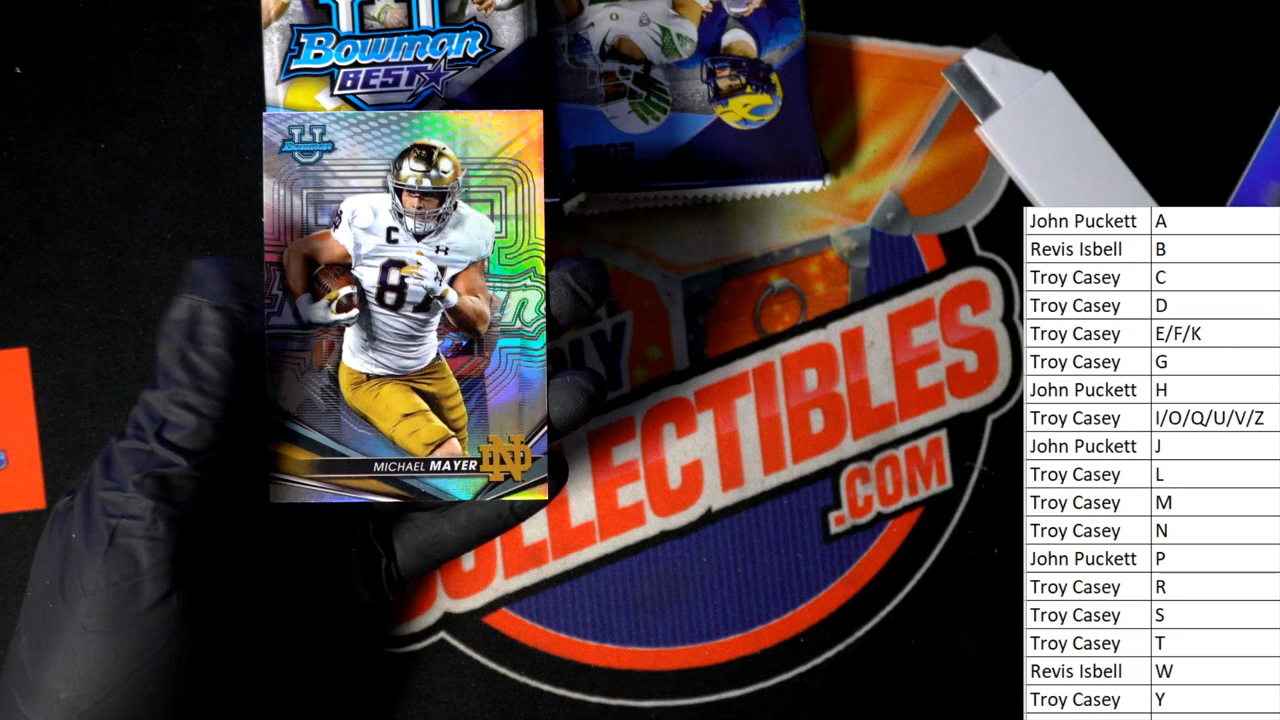 Bowman
BEST
U
Bowman
C
87
MICHAEL MAYER
ND
COLLECTIBLES
.COM
John Puckett A
Revis Isbell B
Troy Casey C
Troy Casey D
Troy Casey E/F/K
Troy Casey G
John Puckett H
Troy Casey I/O/Q/U/V/Z
John Puckett J
Troy Casey L
Troy Casey M
Troy Casey N
John Puckett P
Troy Casey R
Troy Casey S
Troy Casey T
Revis Isbell W
Troy Casey Y